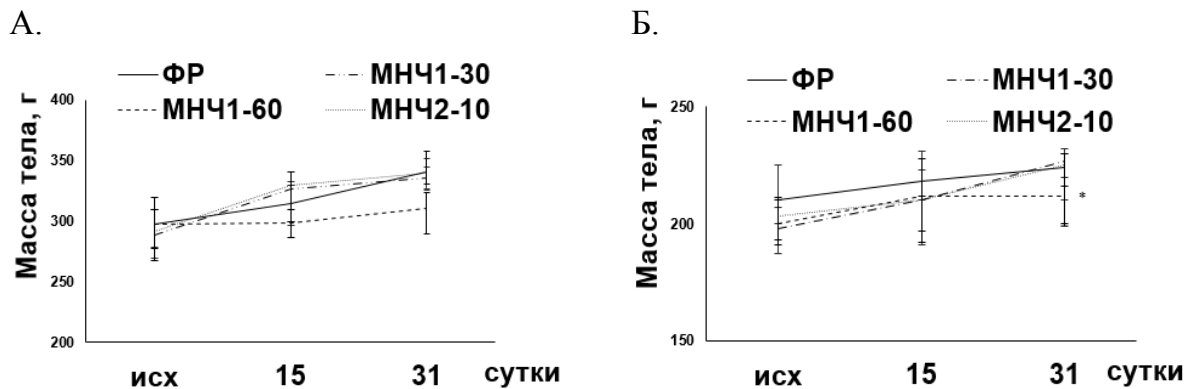 А.
ФР
МНЧ1-30
МНЧ1-60
МНЧ2-10
Масса тела, г
400
350
300
250
200
исх
15
31
сутки
Б.
ФР
МНЧ1-30
МНЧ1-60
МНЧ2-10
Масса тела, г
250
200
150
*
исх
15
31
сутки